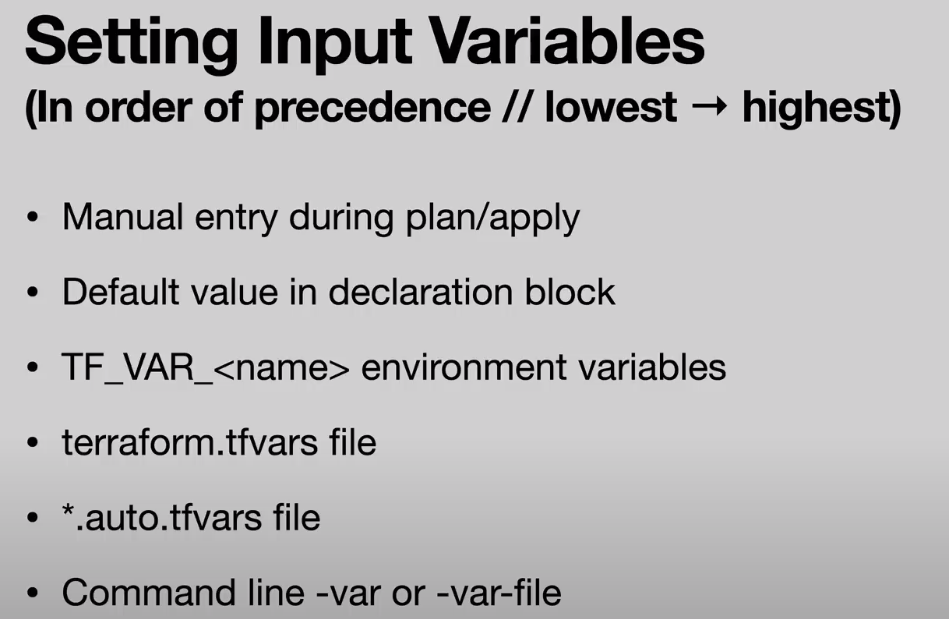 Setting Input Variables
(In order of precedence // lowest → highest)
• Manual entry during plan/apply
• Default value in declaration block
• TF_VAR_<name> environment variables
• terraform.tfvars file
• *.auto.tfvars file
• Command line -var or -var-file